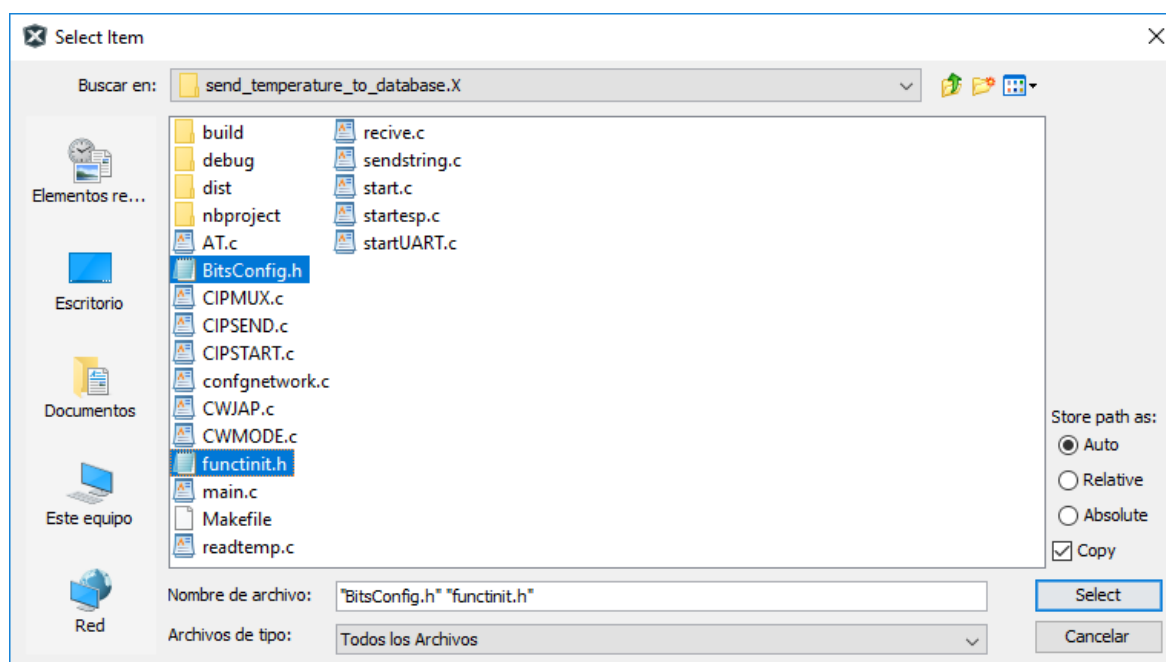 Select Item
Buscar en:
send_temperature_to_database.X
Elementos re...
Escritorio
Documentos
Este equipo
Red
build
debug
dist
nbproject
AT.c
BitsConfig.h
CIPMUX.c
CIPSEND.c
CIPSTART.c
confgnetwork.c
CWJAP.c
CWMODE.c
functinit.h
main.c
Makefile
readtemp.c
recive.c
sendstring.c
start.c
startesp.c
startUART.c
Store path as:
Auto
Relative
Absolute
Copy
Nombre de archivo:
"BitsConfig.h" "functinit.h"
Select
Archivos de tipo:
Todos los Archivos
Cancelar